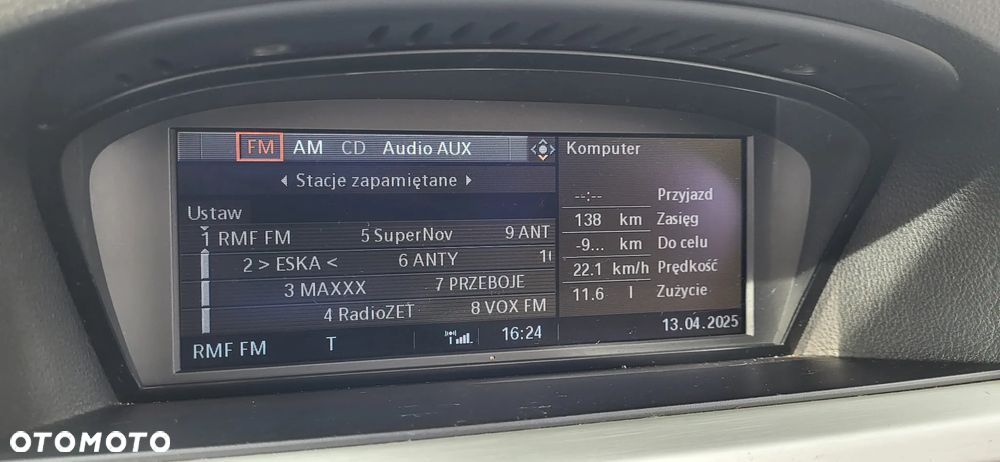 FM AM CD Audio AUX
Stacje zapamiętane
Ustaw
1 RMF FM 5 SuperNov 9 ANT
2 > ESKA < 6 ANTY
3 MAXXX 7 PRZEBOJE
4 RadioZET 8 VOX FM
RMF FM T 16:24
Komputer
--:-- Przyjazd
138 km Zasięg
-9... km Do celu
22.1 km/h Prędkość
11.6 l Zużycie
13.04.2025
OTOMOTO